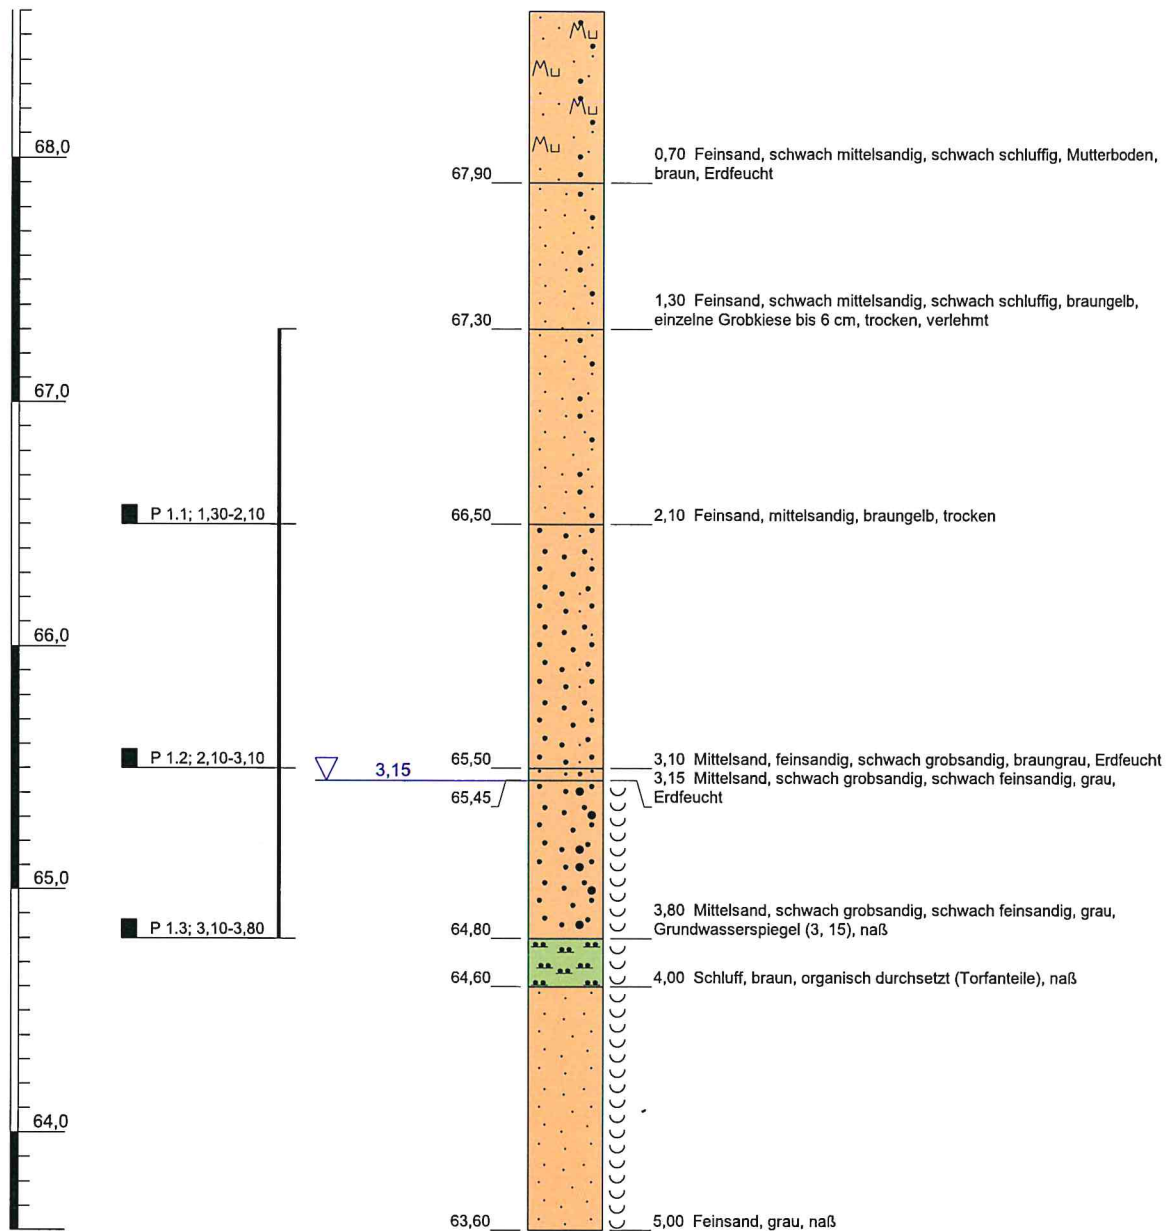 Mu
Mu
Mu
Mu
68,0
67,90
0,70 Feinsand, schwach mittelsandig, schwach schluffig, Mutterboden,
braun, Erdfeucht
67,30
1,30 Feinsand, schwach mittelsandig, schwach schluffig, braungelb,
einzelne Grobkiese bis 6 cm, trocken, verlehmt
67,0
P 1.1; 1,30-2,10
66,50
2,10 Feinsand, mittelsandig, braungelb, trocken
66,0
P 1.2; 2,10-3,10
3,15
65,50
3,10 Mittelsand, feinsandig, schwach grobsandig, braungrau, Erdfeucht
65,45
3,15 Mittelsand, schwach grobsandig, schwach feinsandig, grau,
Erdfeucht
65,0
P 1.3; 3,10-3,80
64,80
3,80 Mittelsand, schwach grobsandig, schwach feinsandig, grau,
Grundwasserspiegel (3, 15), naß
64,60
4,00 Schluff, braun, organisch durchsetzt (Torfanteile), naß
64,0
63,60
5,00 Feinsand, grau, naß